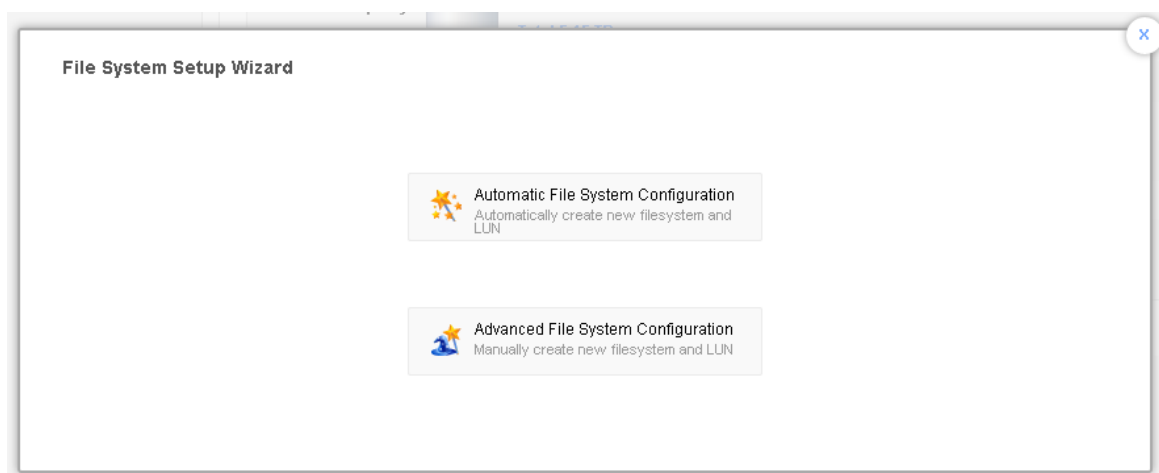 File System Setup Wizard
x
Automatic File System Configuration
Automatically create new filesystem and
LUN
Advanced File System Configuration
Manually create new filesystem and LUN